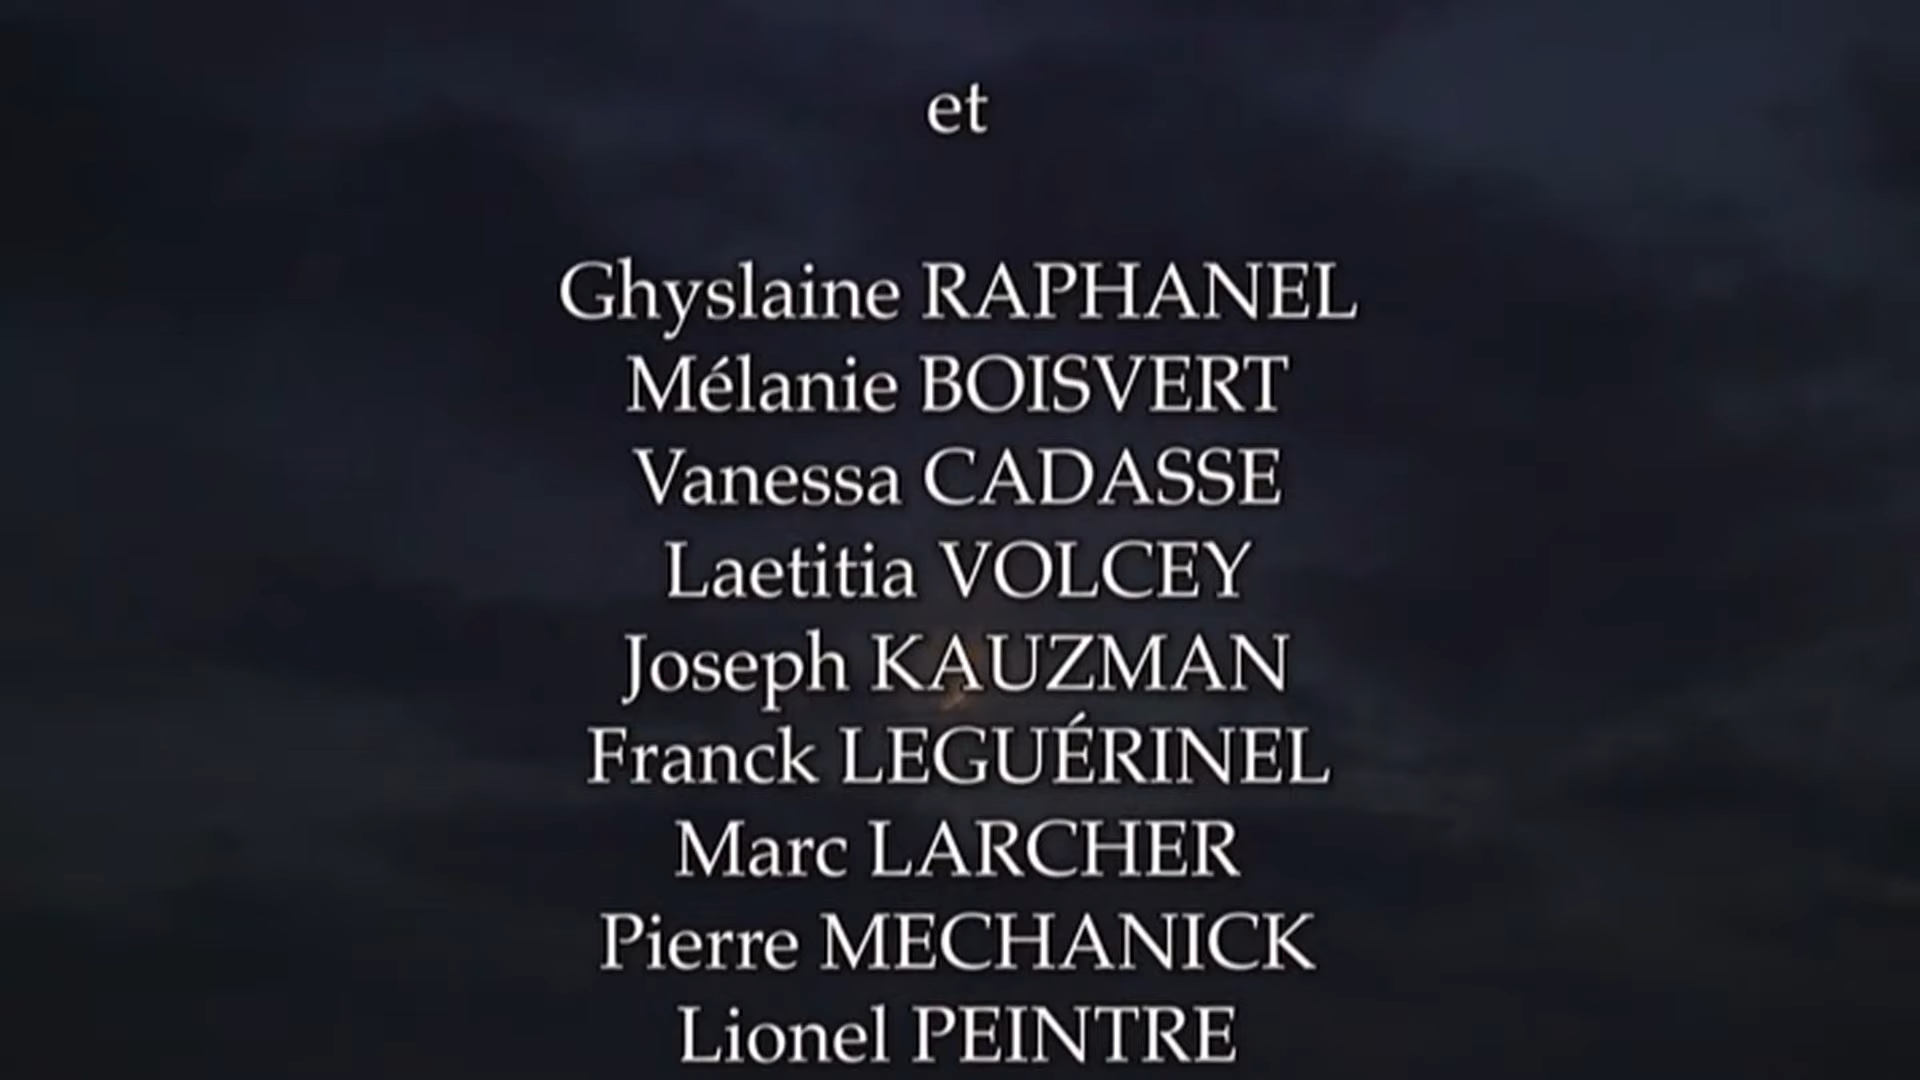 et
Ghyslaine RAPHANEL
Mélanie BOISVERT
Vanessa CADASSE
Laetitia VOLCEY
Joseph KAUZMAN
Franck LEGUÉRINEL
Marc LARCHER
Pierre MECHANICK
Lionel PEINTRE